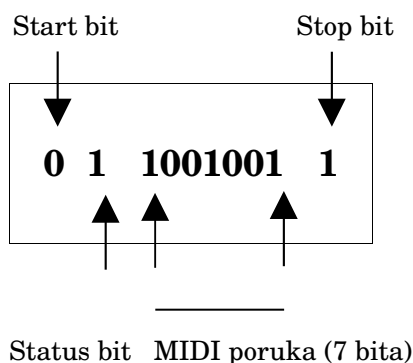 Start bit Stop bit
0 1 1001001 1
Status bit MIDI poruka (7 bita)